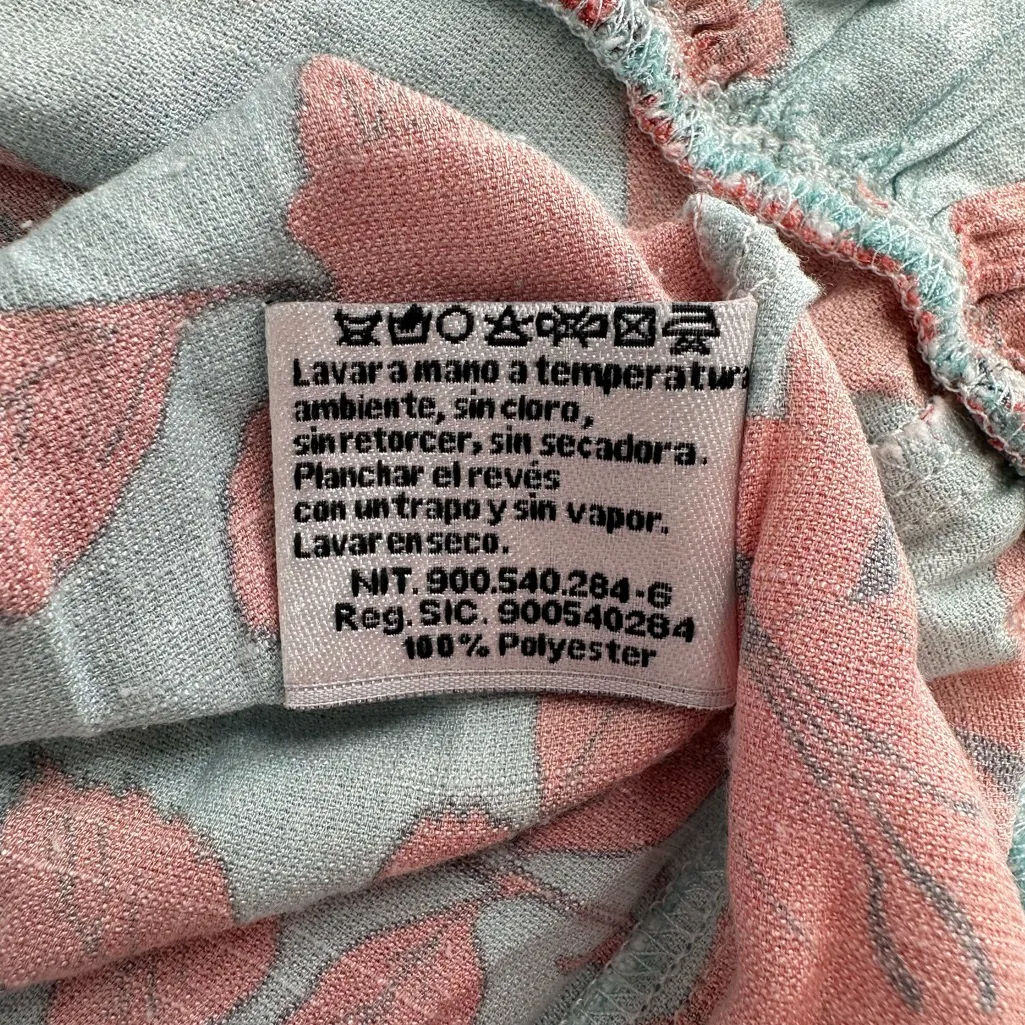 Lavar a mano a temperatura
ambiente, sin cloro,
sin retorcer, sin secadora.
Planchar el revés
con un trapo y sin vapor.
Lavar en seco.
NIT. 900.540.284-6
Reg. SIC. 900540284
100% Polyester